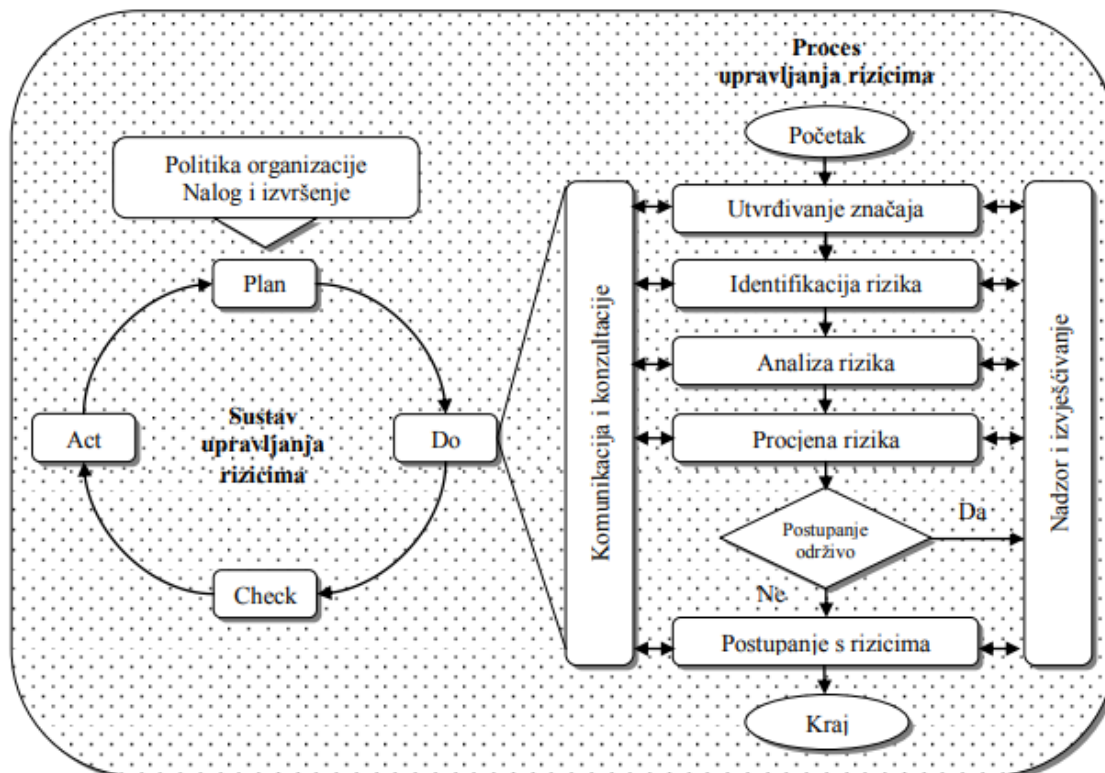 Proces
upravljanja rizicima
Početak
Politika organizacije
Nalog i izvršenje
Plan
Act
Sustav
upravljanja
rizicima
Do
Check
Komunikacija i konzultacije
Utvrđivanje značaja
Identifikacija rizika
Analiza rizika
Procjena rizika
Postupanje
održivo
Da
Ne
Postupanje s rizicima
Kraj
Nadzor i izvješćivanje